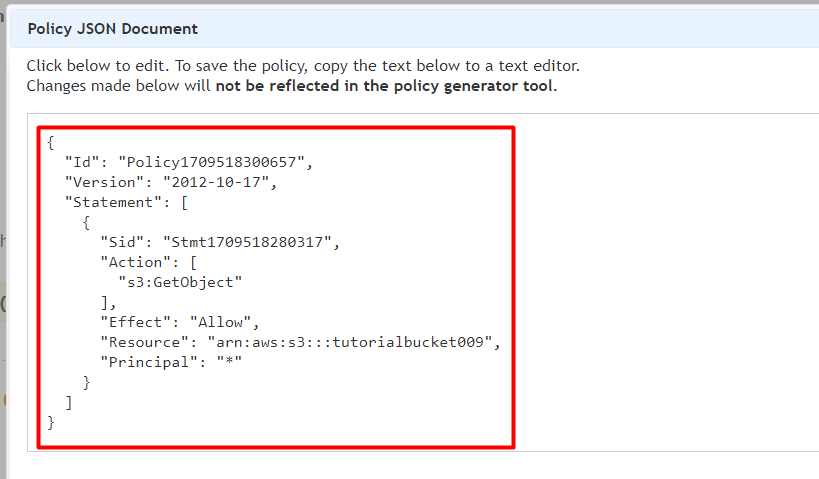 Policy JSON Document
Click below to edit. To save the policy, copy the text below to a text editor.
Changes made below will not be reflected in the policy generator tool.
{
  "Id": "Policy1709518300657",
  "Version": "2012-10-17",
  "Statement": [
    {
      "Sid": "Stmt1709518280317",
      "Action": [
        "s3:GetObject"
      ],
      "Effect": "Allow",
      "Resource": "arn:aws:s3:::tutorialbucket009",
      "Principal": "*"
    }
  ]
}